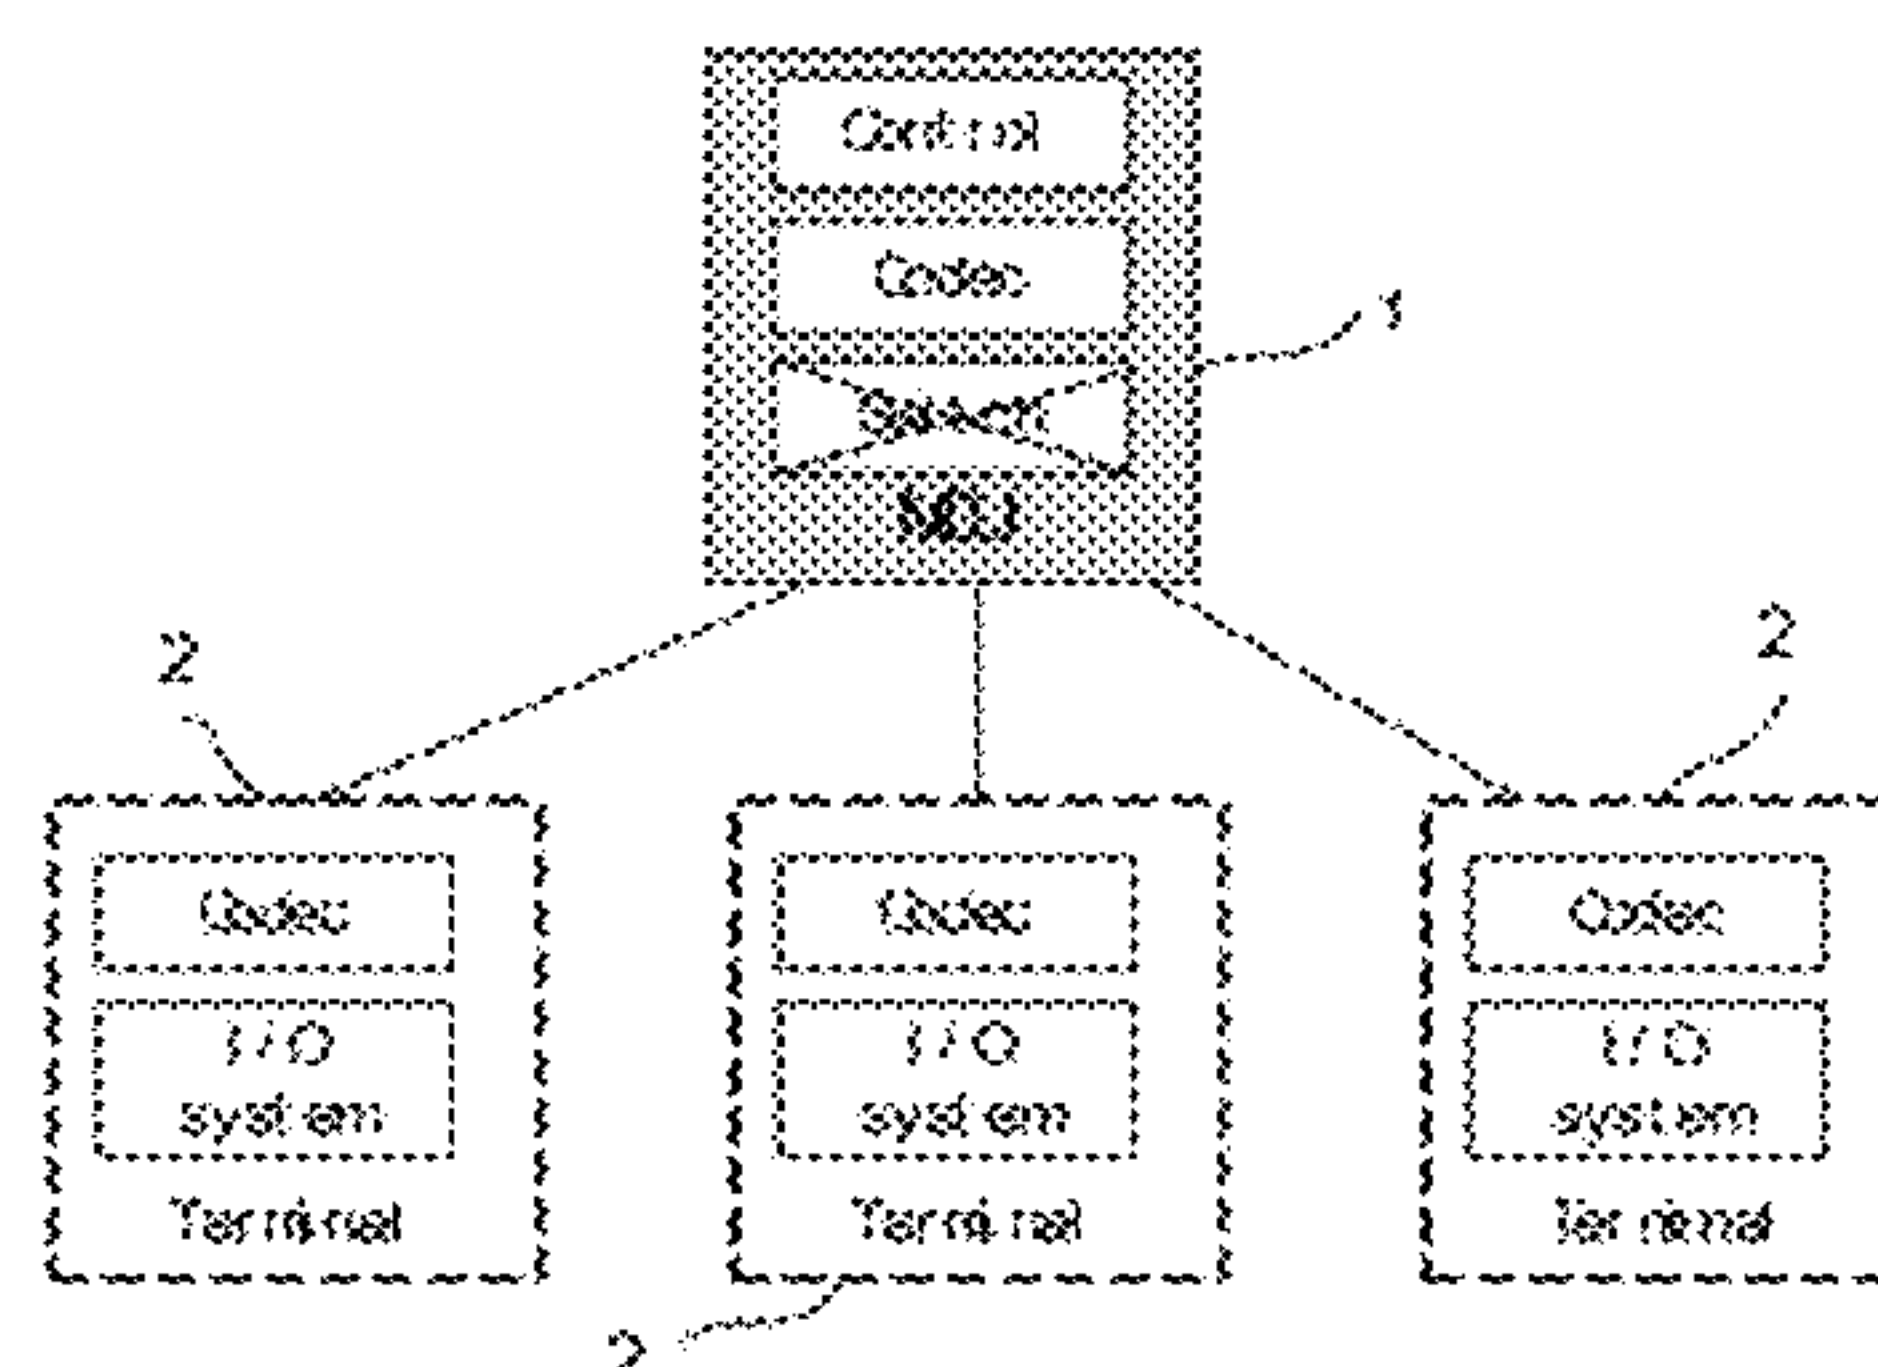 Control
Codec
1
Switch
MCU
2
2
Codec
Codec
Codec
I/O
I/O
I/O
system
system
system
Terminal
Terminal
Terminal
2